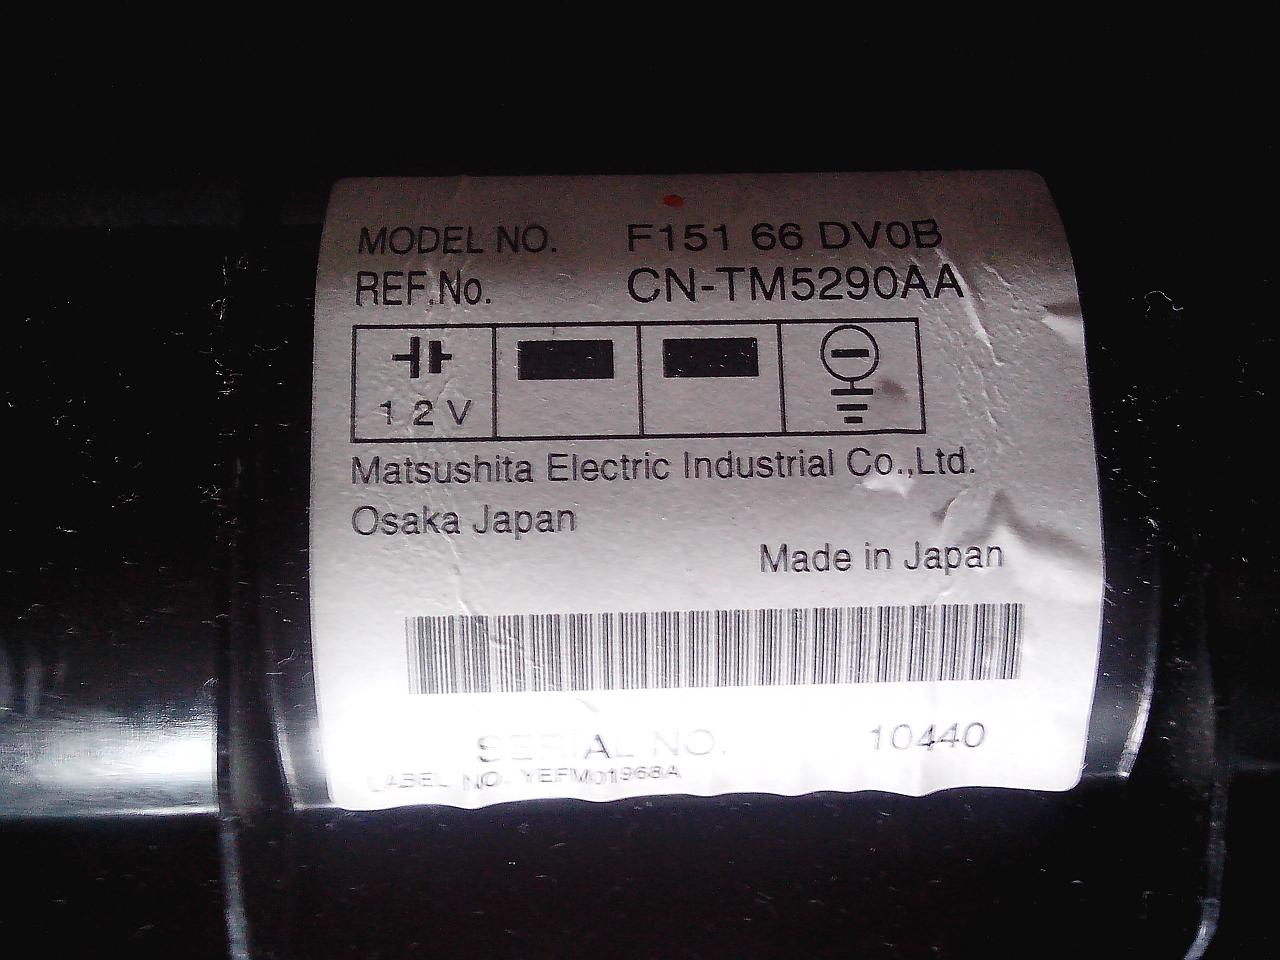 MODEL NO. F151 66 DV0B
REF.No. CN-TM5290AA
12V
Matsushita Electric Industrial Co.,Ltd.
Osaka Japan
Made in Japan
SERIAL NO. 10440
LABEL NO. YEFM01968A